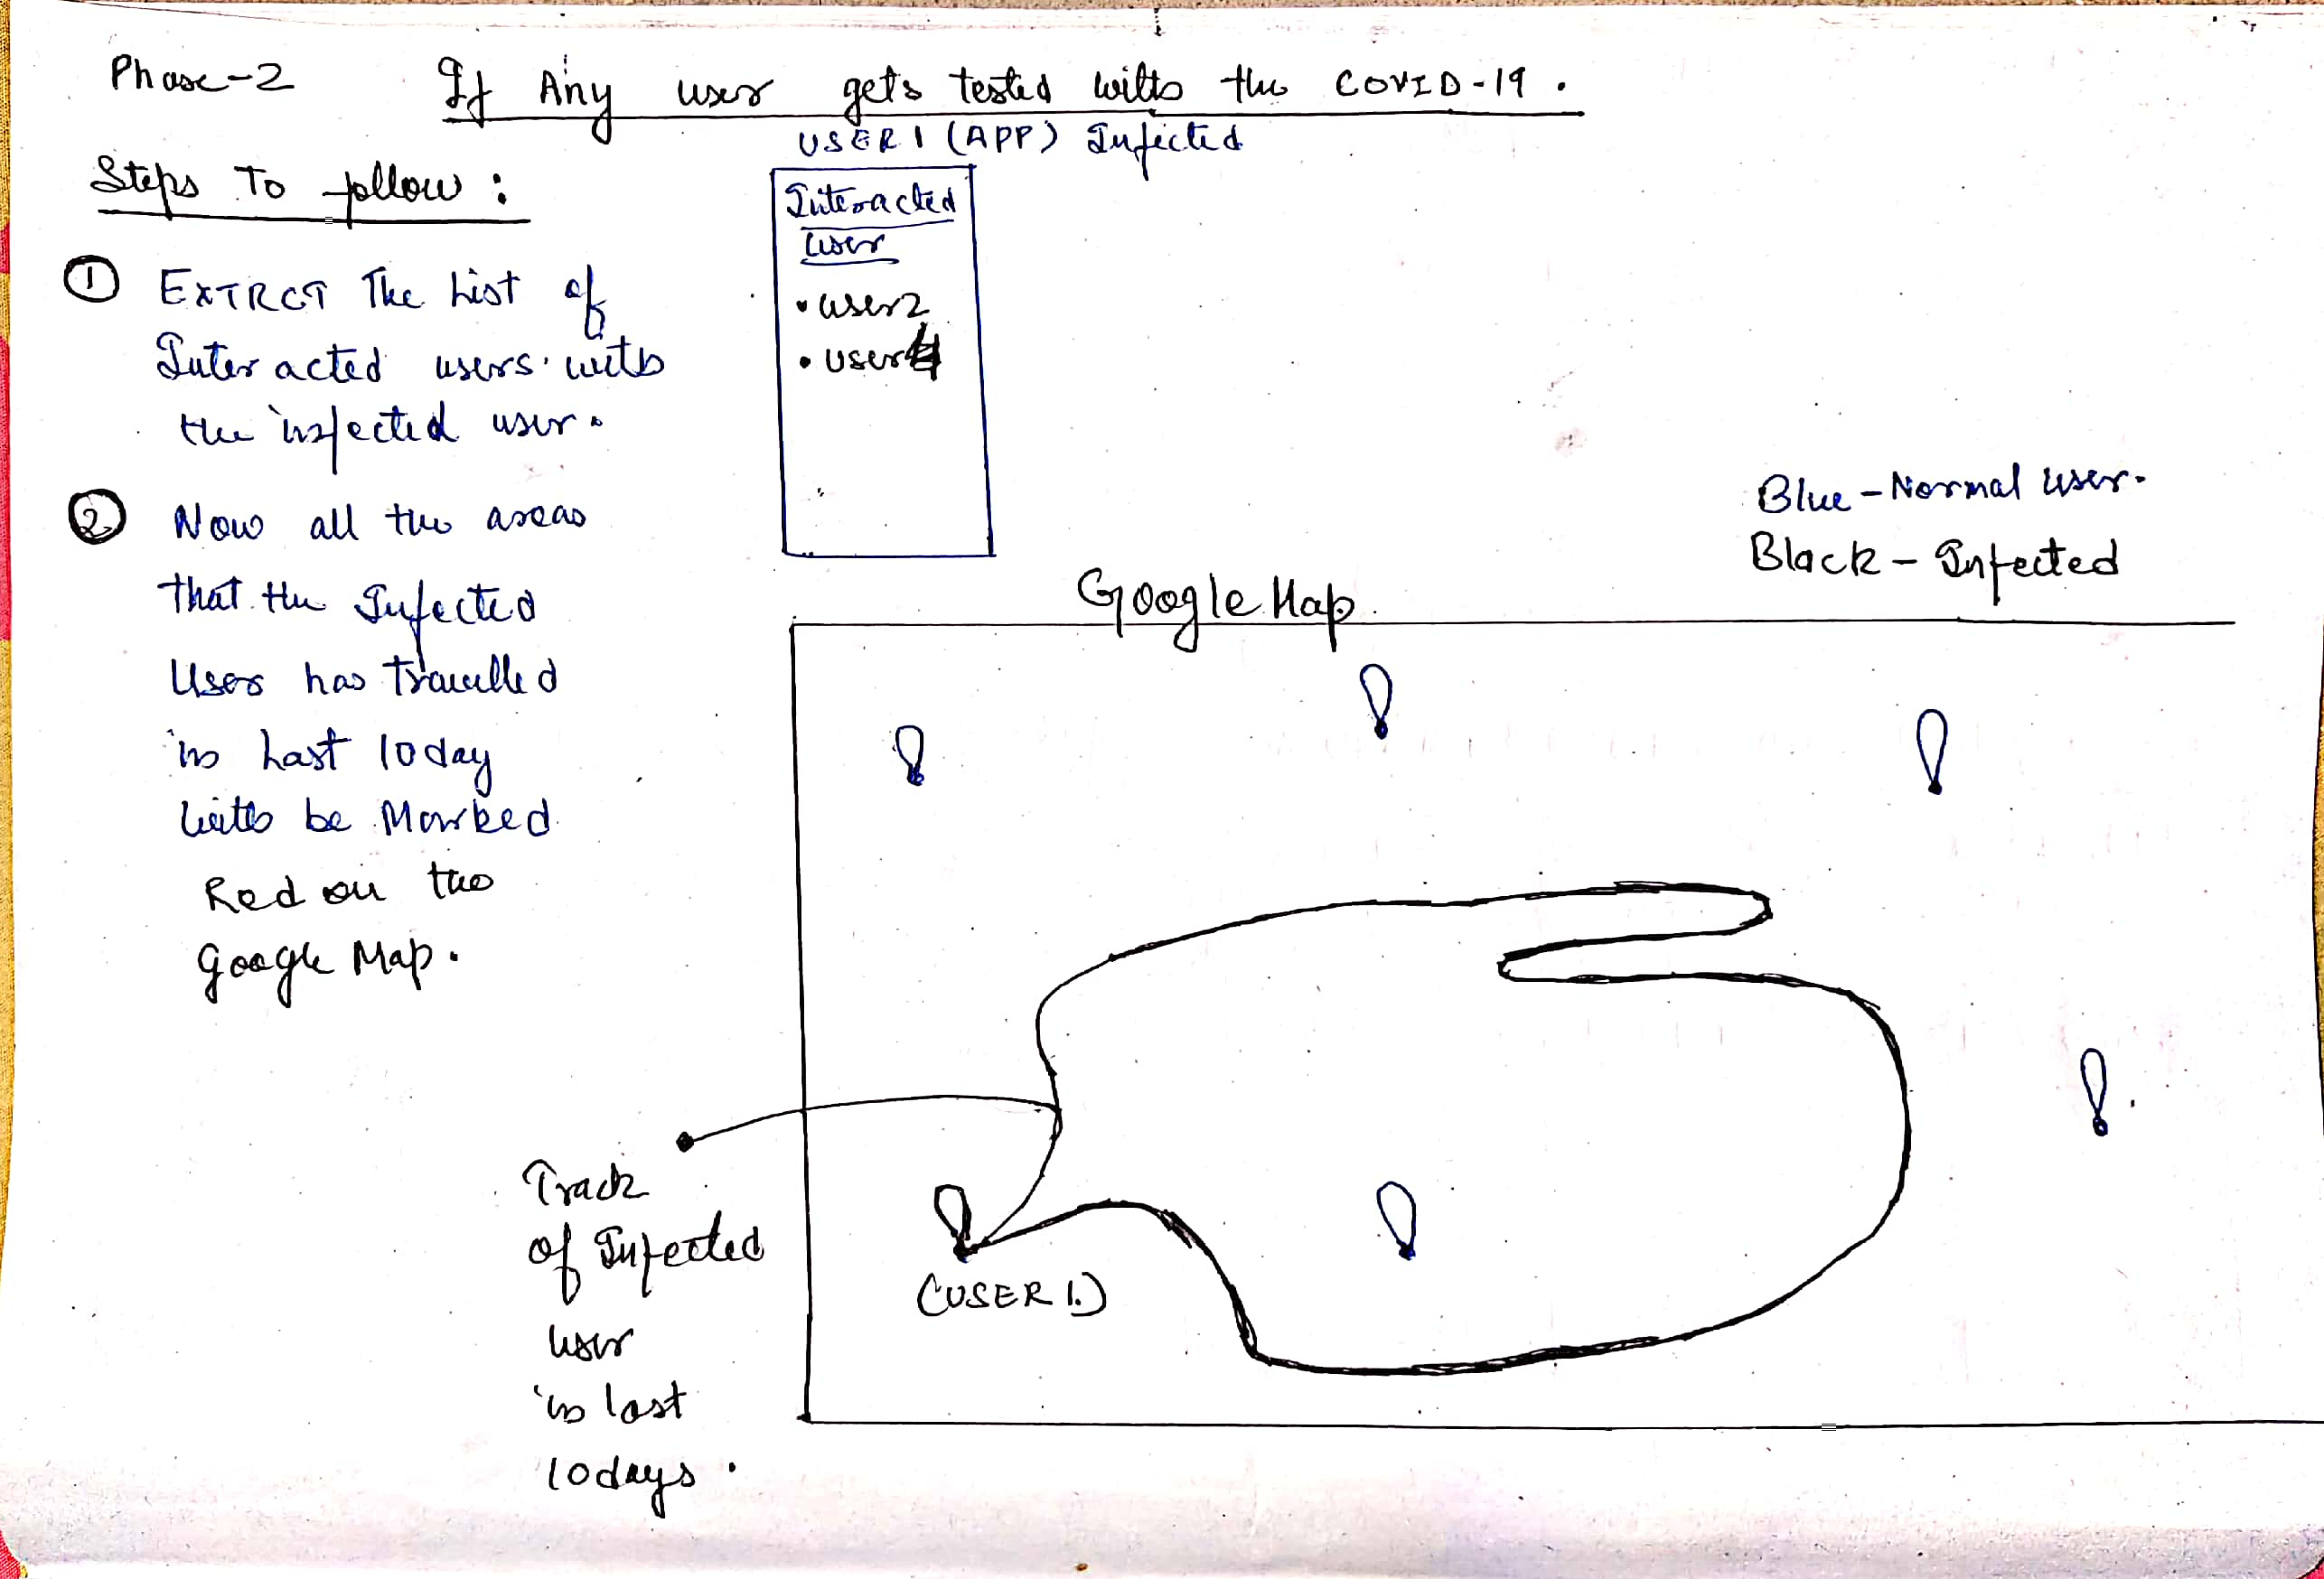 Phase-2
If Any user gets tested with the COVID-19.
USER 1 (APP) Infected
Steps To follow:
① EXTRCT The List of
Interacted users with
the infected user.
② Now all the areas
that the Infected
User has Travelled
in Last 10day
with be Marked
Red on the
Google Map.
Interacted
User
• user2
• user4
Blue - Normal User.
Black - Infected
Google Map.
Track
of Infected
user
in last
10days.
(USER 1.)